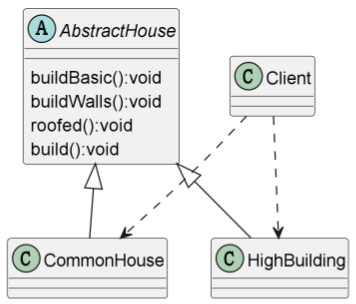 A AbstractHouse
buildBasic():void
buildWalls():void
roofed():void
build():void
C Client
C CommonHouse
C HighBuilding